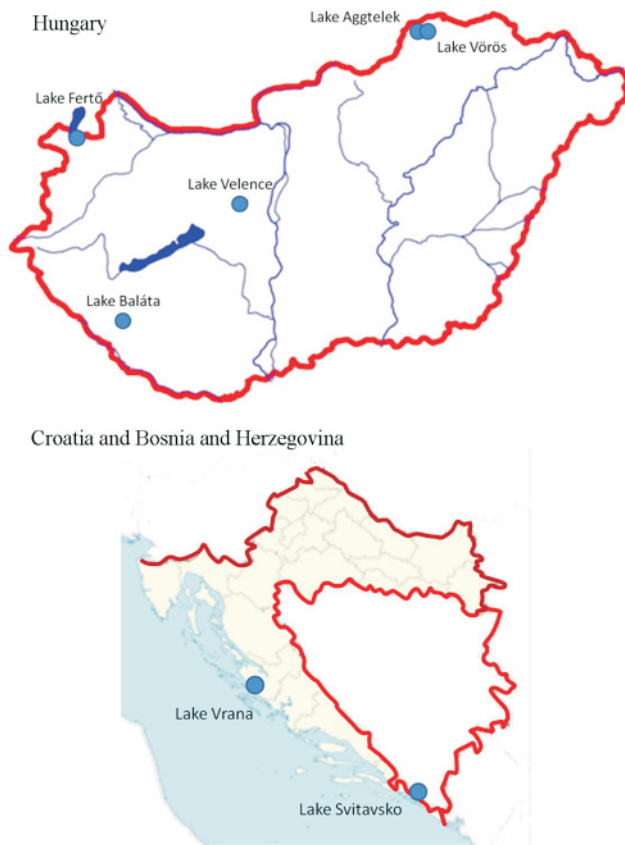 Hungary
Lake Aggtelek
Lake Vörös
Lake Fertő
Lake Velence
Lake Baláta
Croatia and Bosnia and Herzegovina
Lake Vrana
Lake Svitavsko